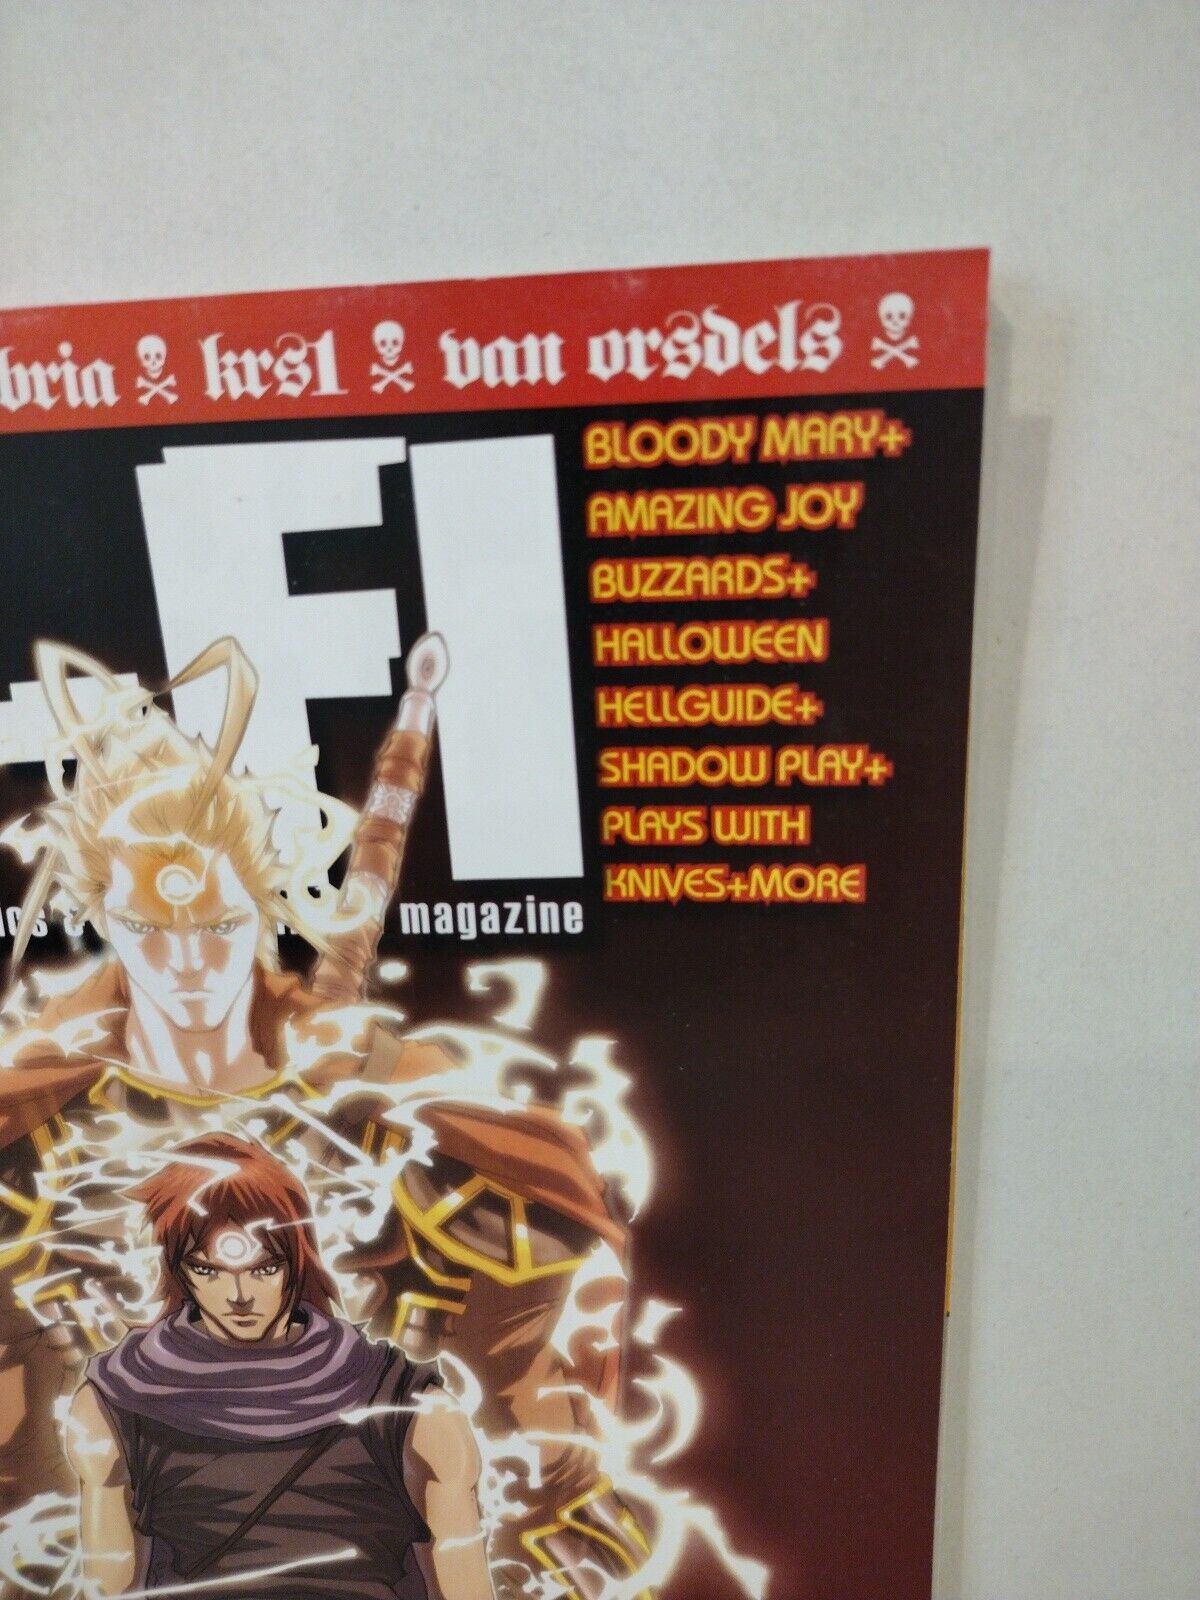 bria krs1 van orsdels
-FI
BLOODY MARY+
AMAZING JOY
BUZZARDS+
HALLOWEEN
HELLGUIDE+
SHADOW PLAY+
PLAYS WITH
KNIVES+MORE
magazine